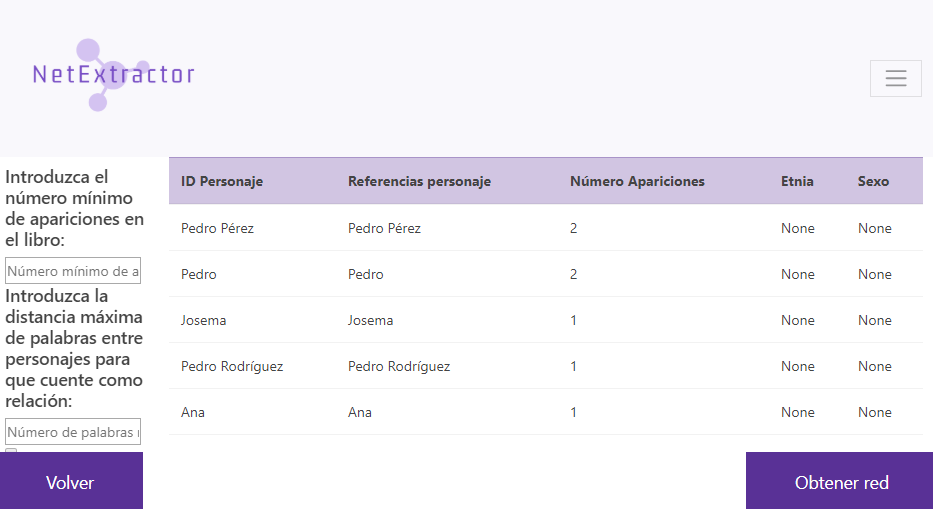 NetExtractor
Introduzca el
número mínimo
de apariciones en
el libro:
Número mínimo de a
Introduzca la
distancia máxima
de palabras entre
personajes para
que cuente como
relación:
Número de palabras
ID Personaje Referencias personaje Número Apariciones Etnia Sexo
Pedro Pérez Pedro Pérez 2 None None
Pedro Pedro 2 None None
Josema Josema 1 None None
Pedro Rodríguez Pedro Rodríguez 1 None None
Ana Ana 1 None None
Volver
Obtener red